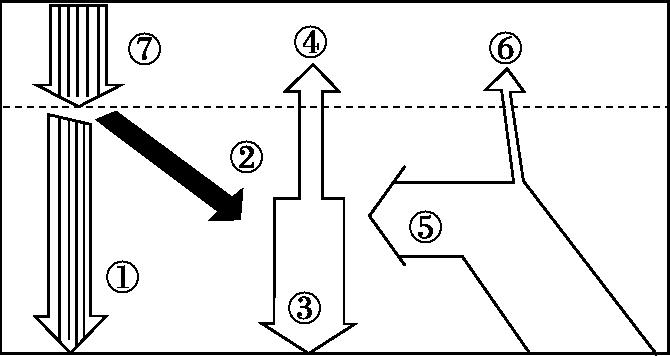 ⑦ ④ ⑥
②
⑤
①
③